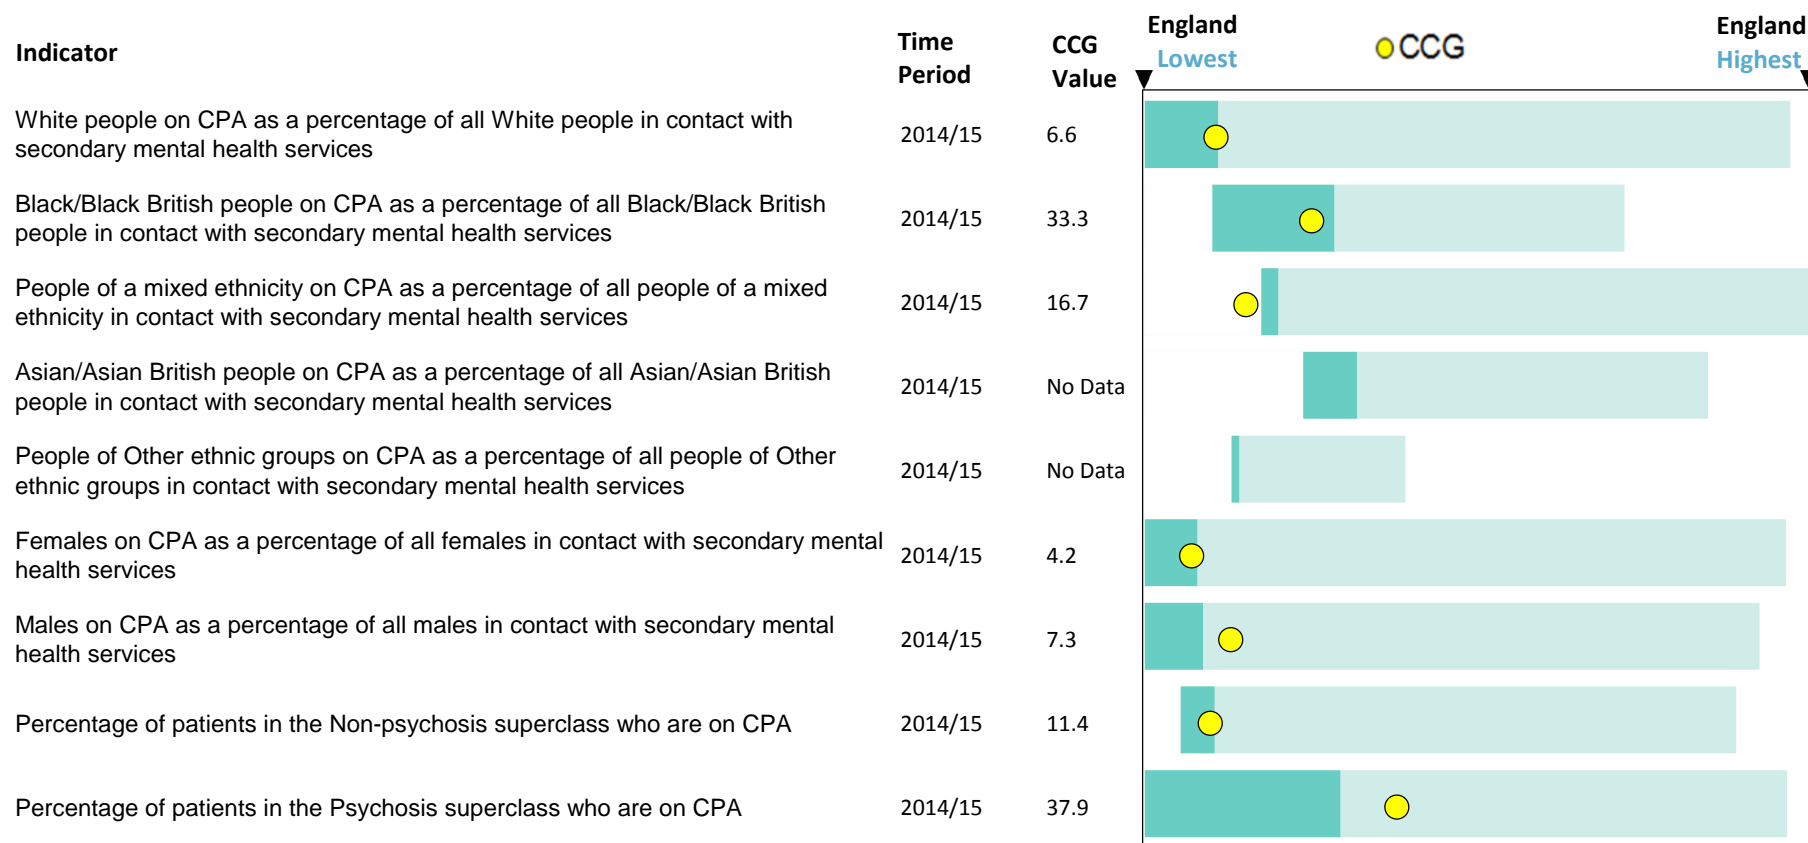 Indicator
Time
Period
CCG
Value
England
Lowest
CCG
England
Highest
White people on CPA as a percentage of all White people in contact with
secondary mental health services
2014/15
6.6
Black/Black British people on CPA as a percentage of all Black/Black British
people in contact with secondary mental health services
2014/15
33.3
People of a mixed ethnicity on CPA as a percentage of all people of a mixed
ethnicity in contact with secondary mental health services
2014/15
16.7
Asian/Asian British people on CPA as a percentage of all Asian/Asian British
people in contact with secondary mental health services
2014/15
No Data
People of Other ethnic groups on CPA as a percentage of all people of Other
ethnic groups in contact with secondary mental health services
2014/15
No Data
Females on CPA as a percentage of all females in contact with secondary mental
health services
2014/15
4.2
Males on CPA as a percentage of all males in contact with secondary mental
health services
2014/15
7.3
Percentage of patients in the Non-psychosis superclass who are on CPA
2014/15
11.4
Percentage of patients in the Psychosis superclass who are on CPA
2014/15
37.9